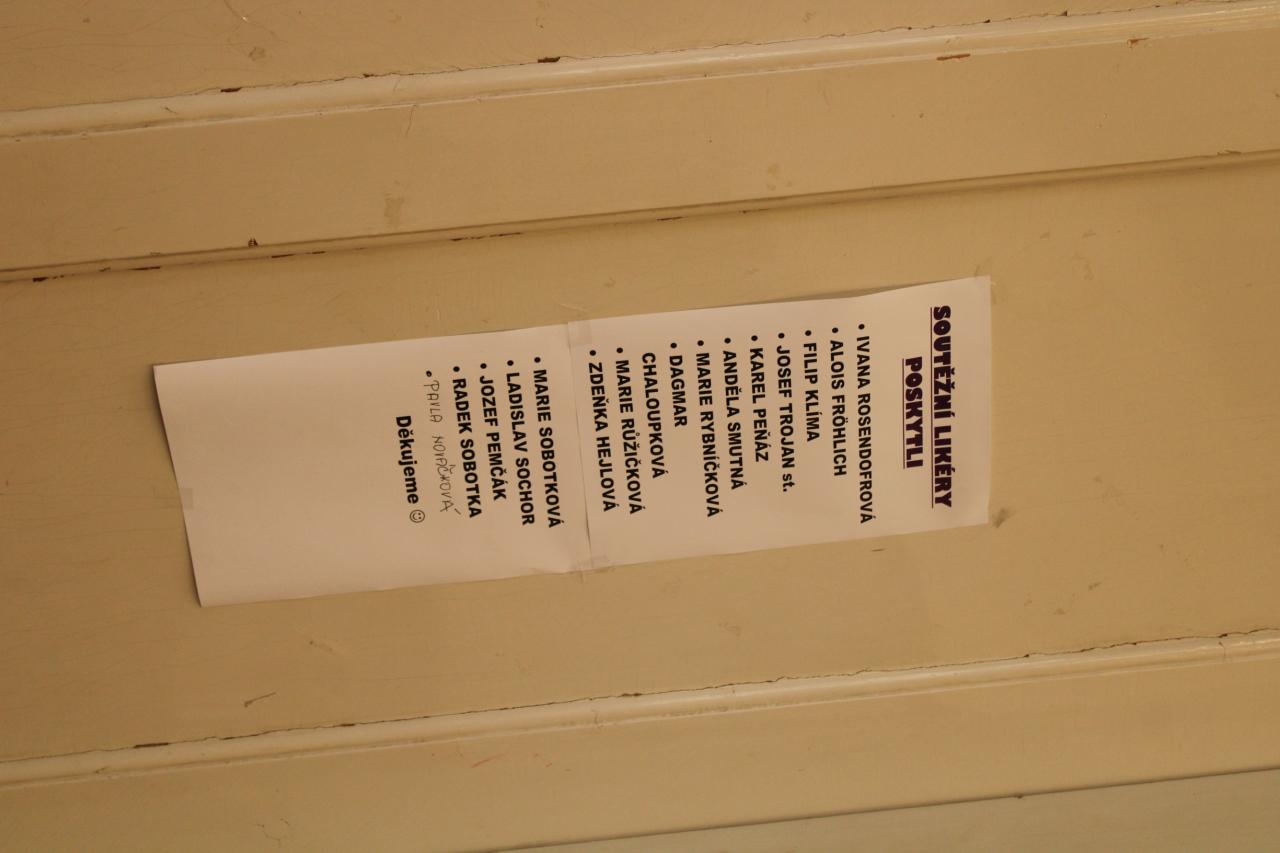 SOUTĚŽNÍ LIKÉRY
POSKYTLI
• IVANA ROSENDOFROVÁ
• ALOIS FRÖHLICH
• FILIP KLÍMA
• JOSEF TROJAN st.
• KAREL PEŇÁZ
• ANDĚLA SMUTNÁ
• MARIE RYBNÍČKOVÁ
• DAGMAR
CHALOUPKOVÁ
• MARIE RŮŽIČKOVÁ
• ZDEŇKA HEJLOVÁ
• MARIE SOBOTKOVÁ
• LADISLAV SOCHOR
• JOZEF PEMČÁK
• RADEK SOBOTKA
• PAVLA NOVÁČKOVÁ
Děkujeme ☺